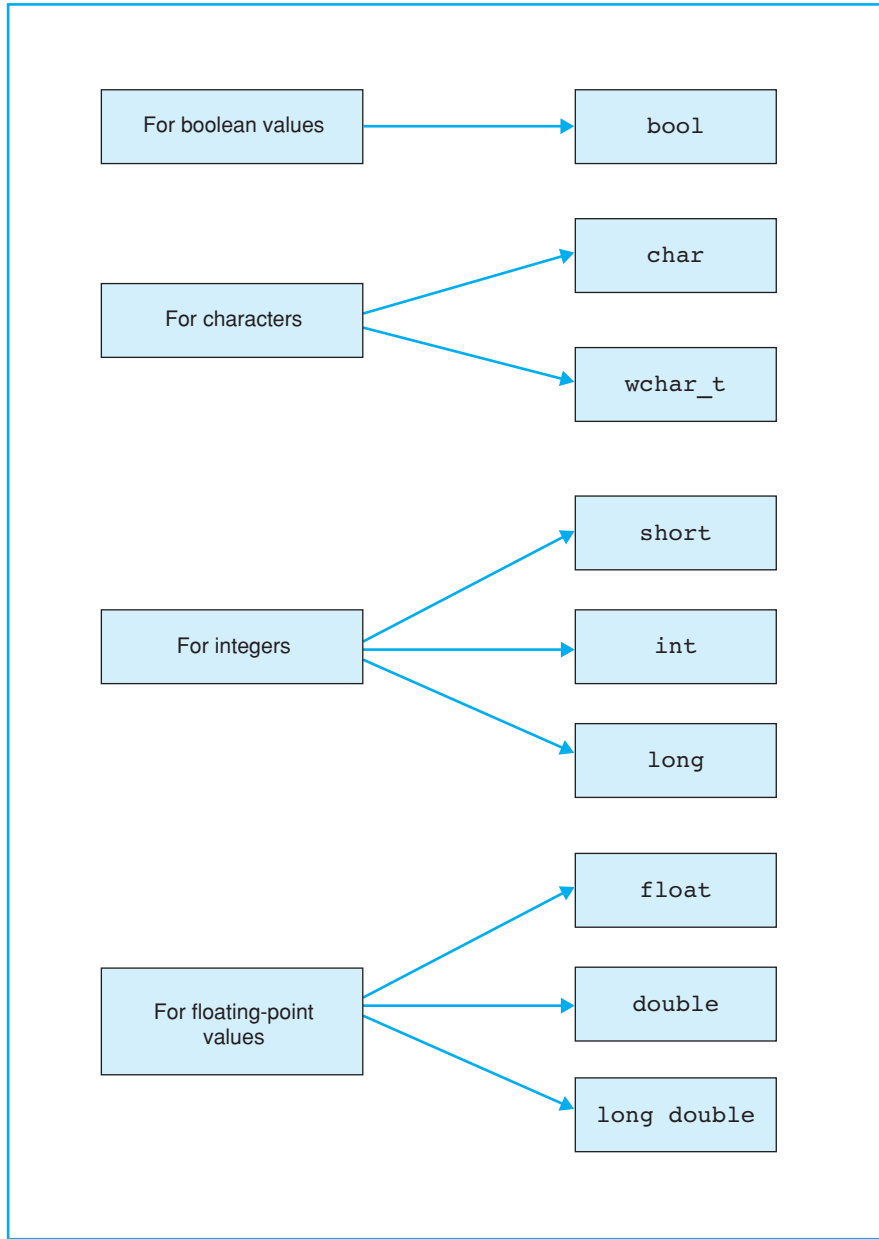 For boolean values
bool
For characters
char
wchar_t
For integers
short
int
long
For floating-point
values
float
double
long double